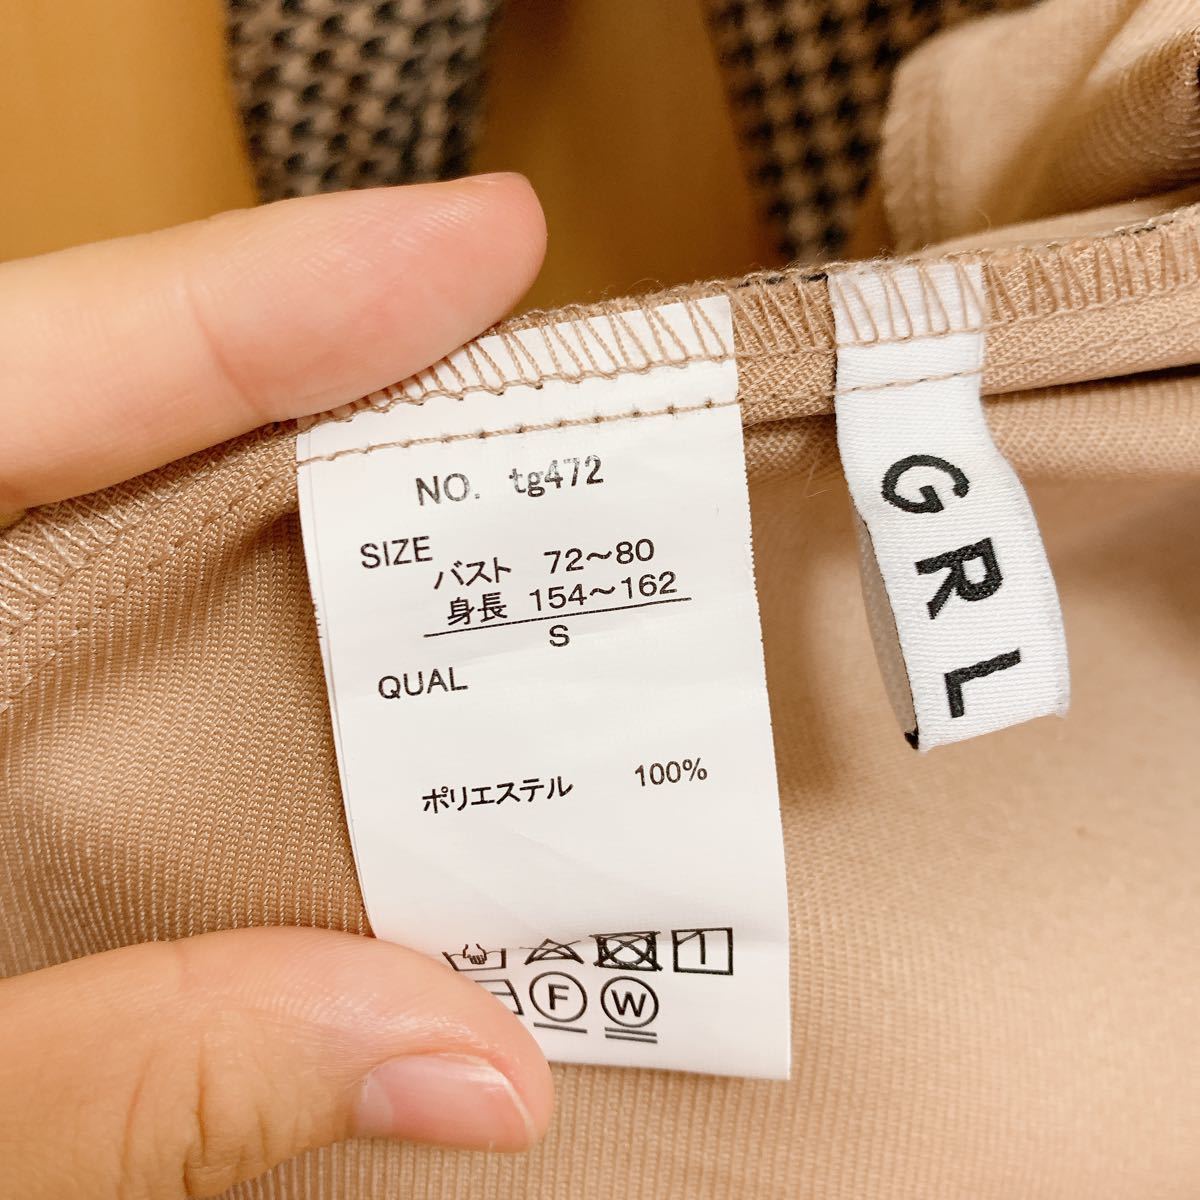 NO. tg472
SIZE
バスト 72～80
身長 154～162
S
QUAL
ポリエステル 100%
F W
GRL